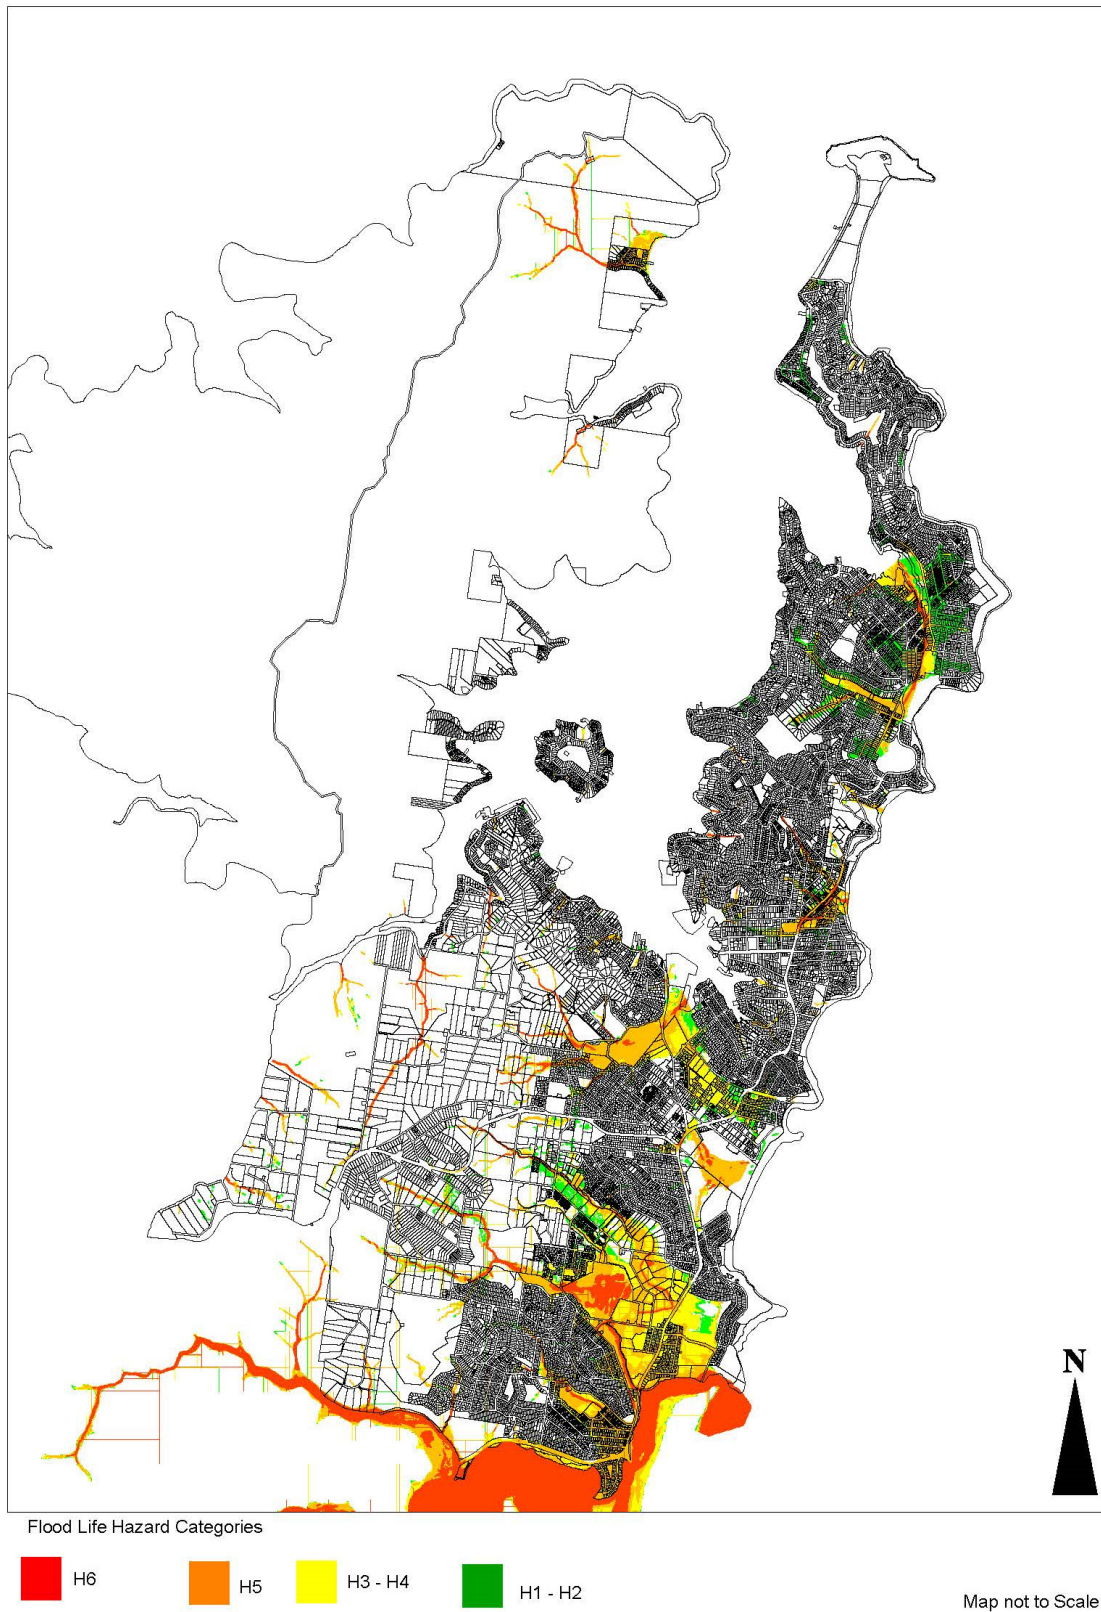 N
Flood Life Hazard Categories
H6
H5
H3 - H4
H1 - H2
Map not to Scale